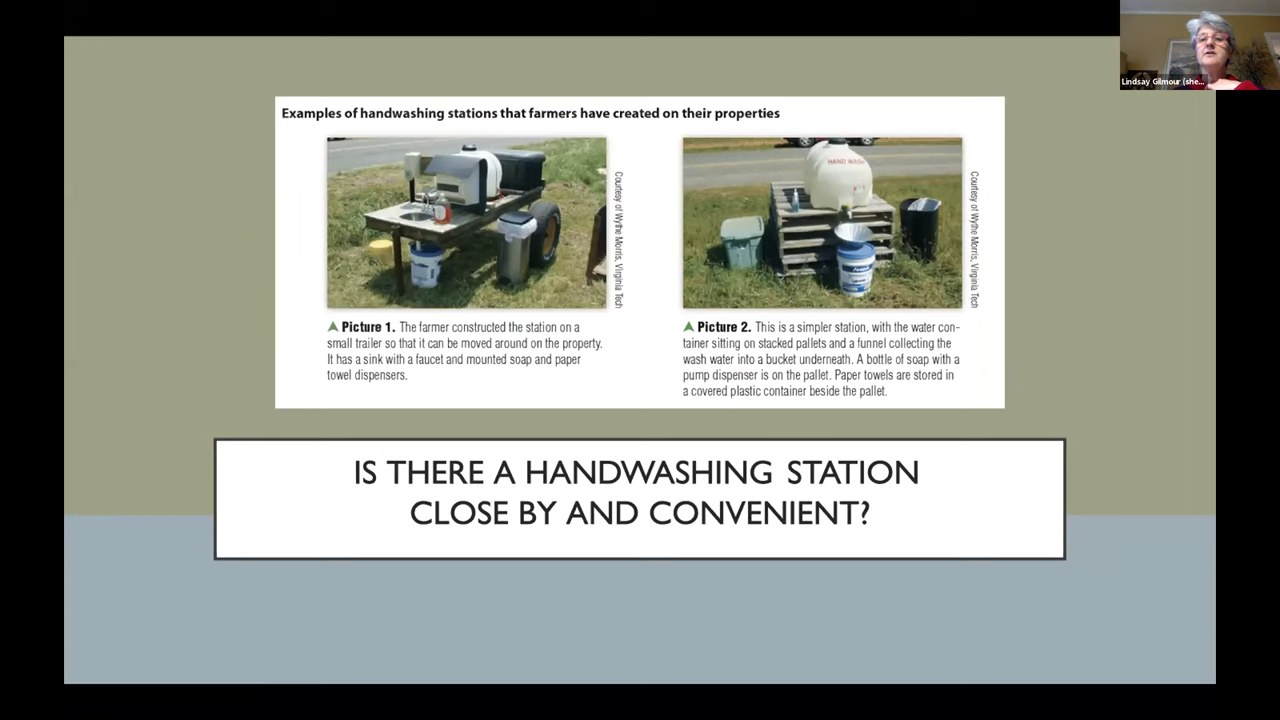 Lindsay Gilmour (she...
Examples of handwashing stations that farmers have created on their properties
HAND WASH
Courtesy of Wythe Morris, Virginia Tech
Courtesy of Wythe Morris, Virginia Tech
Picture 1. The farmer constructed the station on a
small trailer so that it can be moved around on the property.
It has a sink with a faucet and mounted soap and paper
towel dispensers.
Picture 2. This is a simpler station, with the water con-
tainer sitting on stacked pallets and a funnel collecting the
wash water into a bucket underneath. A bottle of soap with a
pump dispenser is on the pallet. Paper towels are stored in
a covered plastic container beside the pallet.
IS THERE A HANDWASHING STATION
CLOSE BY AND CONVENIENT?